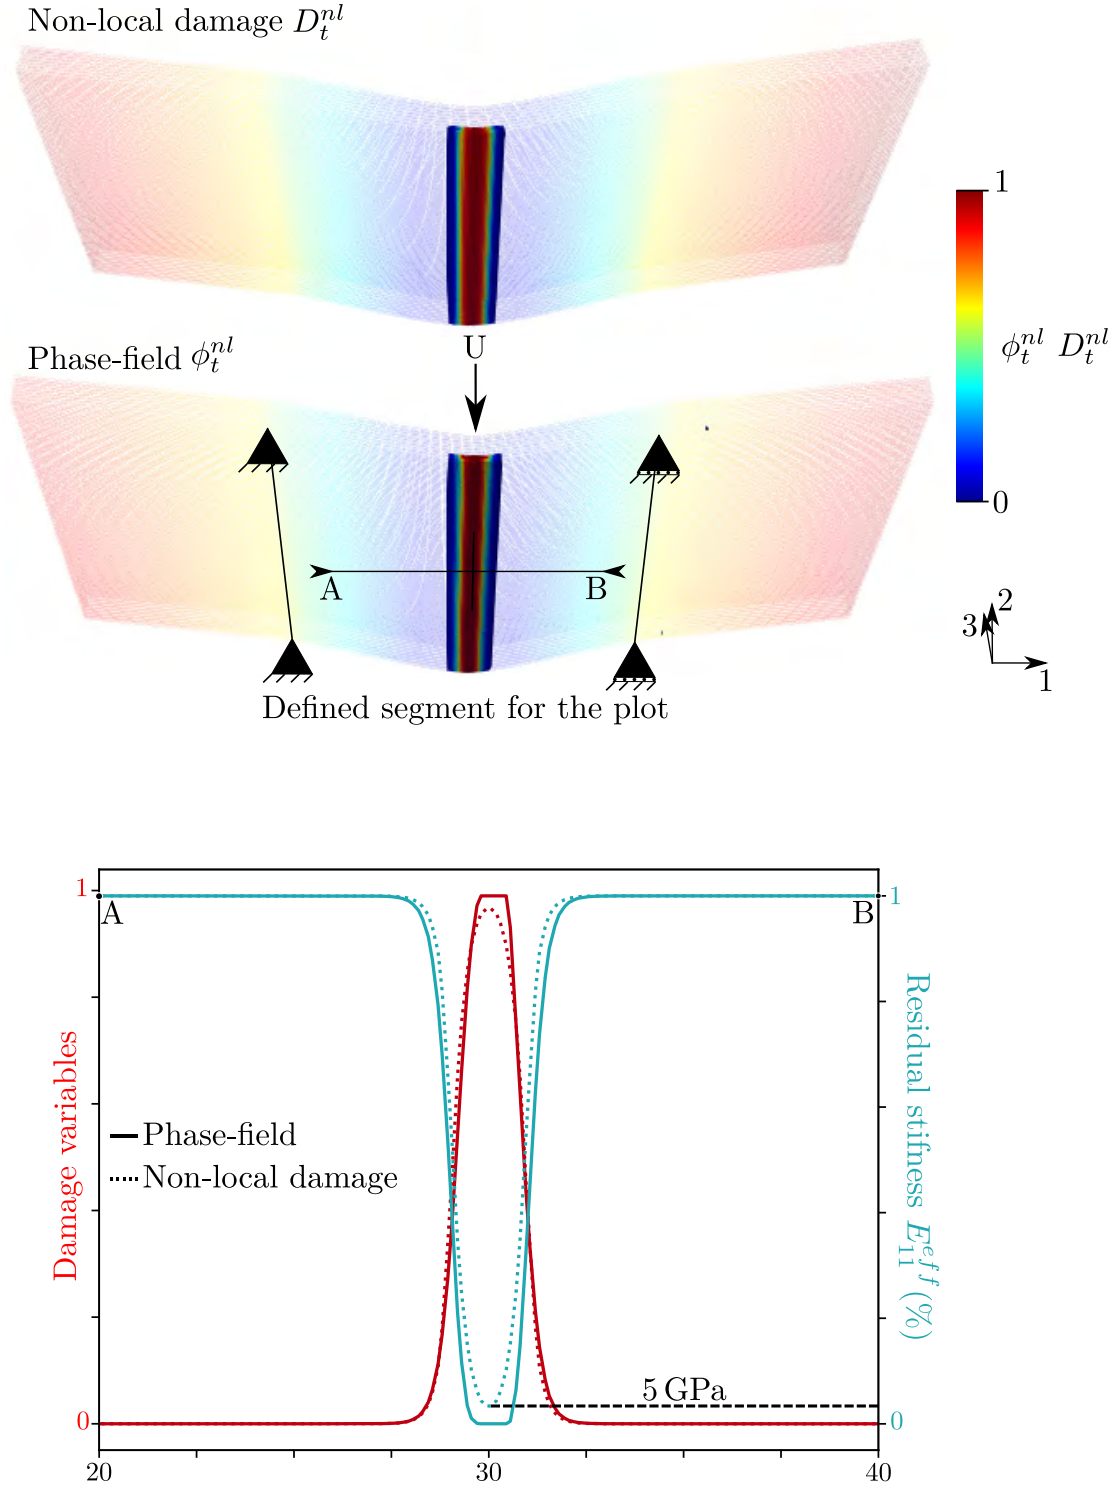 Non-local damage $D_t^{nl}$
1
$\phi_t^{nl}$ $D_t^{nl}$
0
U
Phase-field $\phi_t^{nl}$
A
B
2
3
1
Defined segment for the plot
1
A
B
1
Damage variables
Residual stifness $E_{11}^{eff}$ (%)
Phase-field
Non-local damage
5 GPa
0
0
20
30
40